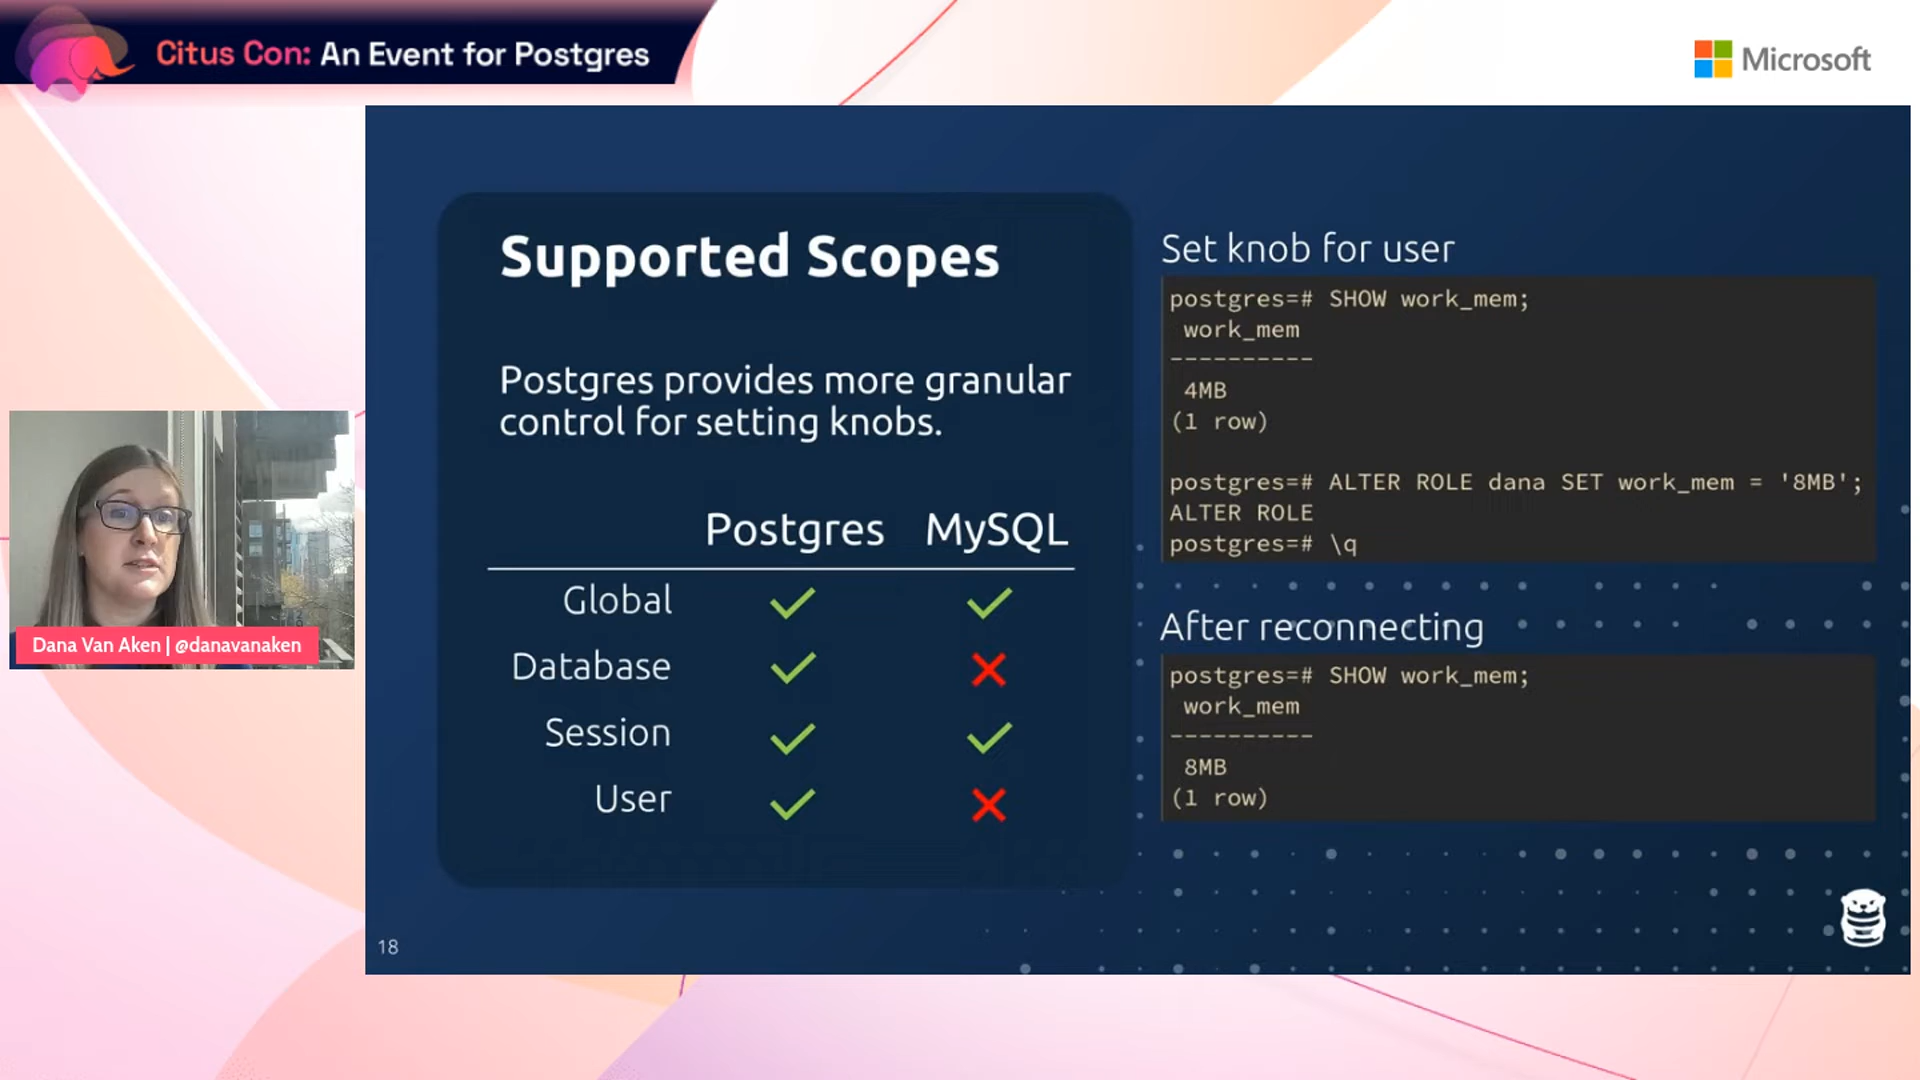 Citus Con: An Event for Postgres
Microsoft
Supported Scopes
Postgres provides more granular
control for setting knobs.
Postgres MySQL
Global
Database
Session
User
Set knob for user
postgres=# SHOW work_mem;
work_mem
----------
4MB
(1 row)
postgres=# ALTER ROLE dana SET work_mem = '8MB';
ALTER ROLE
postgres=# \q
After reconnecting
postgres=# SHOW work_mem;
work_mem
----------
8MB
(1 row)
Dana Van Aken | @danavanaken
18